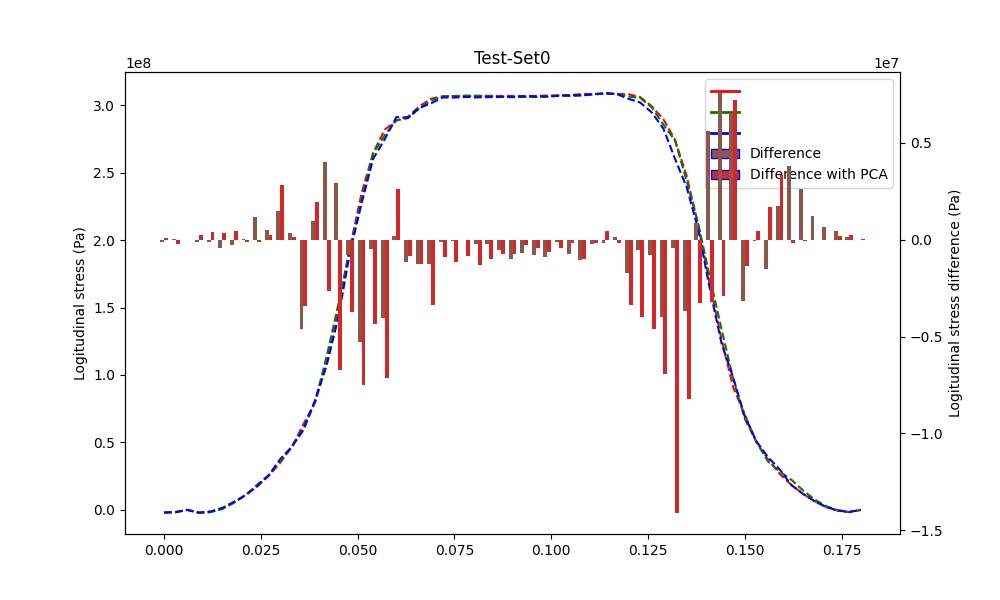 Test-Set0
1e8
1e7
3.0
2.5
2.0
1.5
1.0
0.5
0.0
Logitudinal stress (Pa)
Difference
Difference with PCA
0.5
0.0
−0.5
−1.0
−1.5
Logitudinal stress difference (Pa)
0.000
0.025
0.050
0.075
0.100
0.125
0.150
0.175